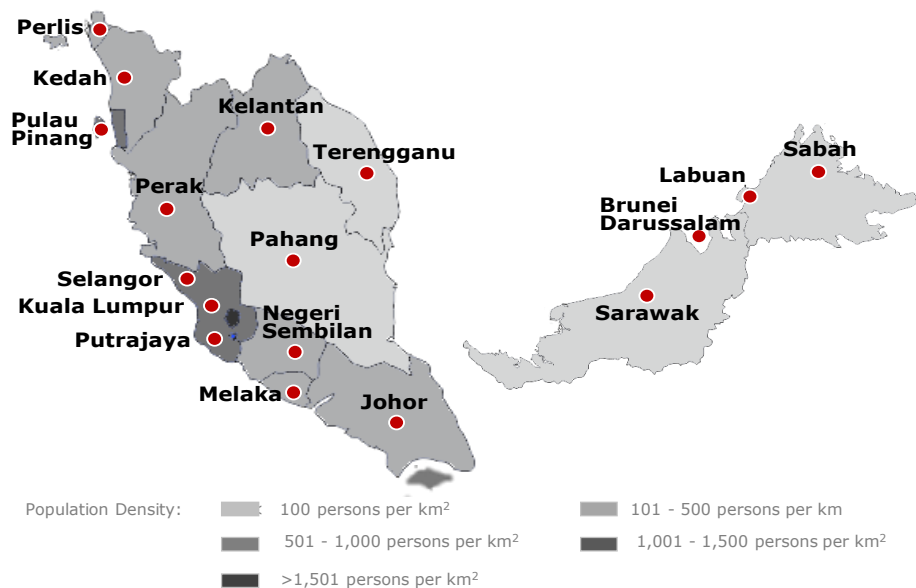 Perlis
Kedah
Pulau
Pinang
Kelantan
Terengganu
Perak
Pahang
Selangor
Kuala Lumpur
Putrajaya
Negeri
Sembilan
Melaka
Johor
Sabah
Labuan
Brunei
Darussalam
Sarawak
Population Density:
100 persons per km²
101 - 500 persons per km
501 - 1,000 persons per km²
1,001 - 1,500 persons per km²
>1,501 persons per km²